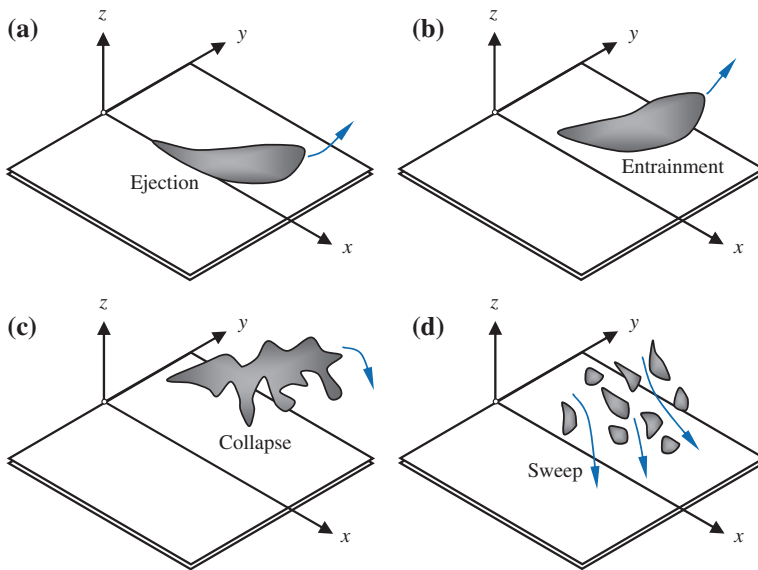 (a)
z
y
Ejection
x
(b)
z
y
Entrainment
x
(c)
z
y
Collapse
x
(d)
z
y
Sweep
x